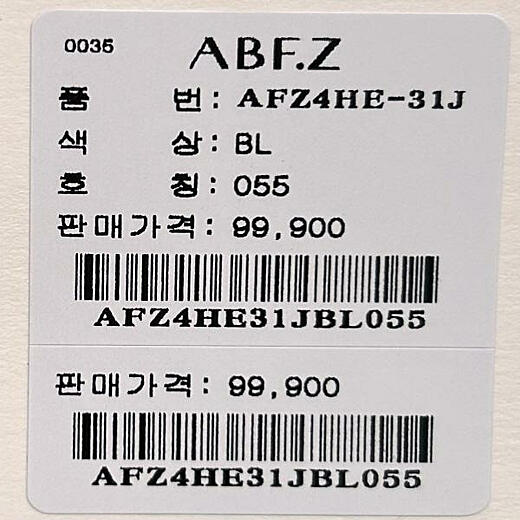 0035
ABF.Z
품 번: AFZ4HE-31J
색 상: BL
호 칭: 055
판매가격: 99,900
AFZ4HE31JBL055
판매가격: 99,900
AFZ4HE31JBL055